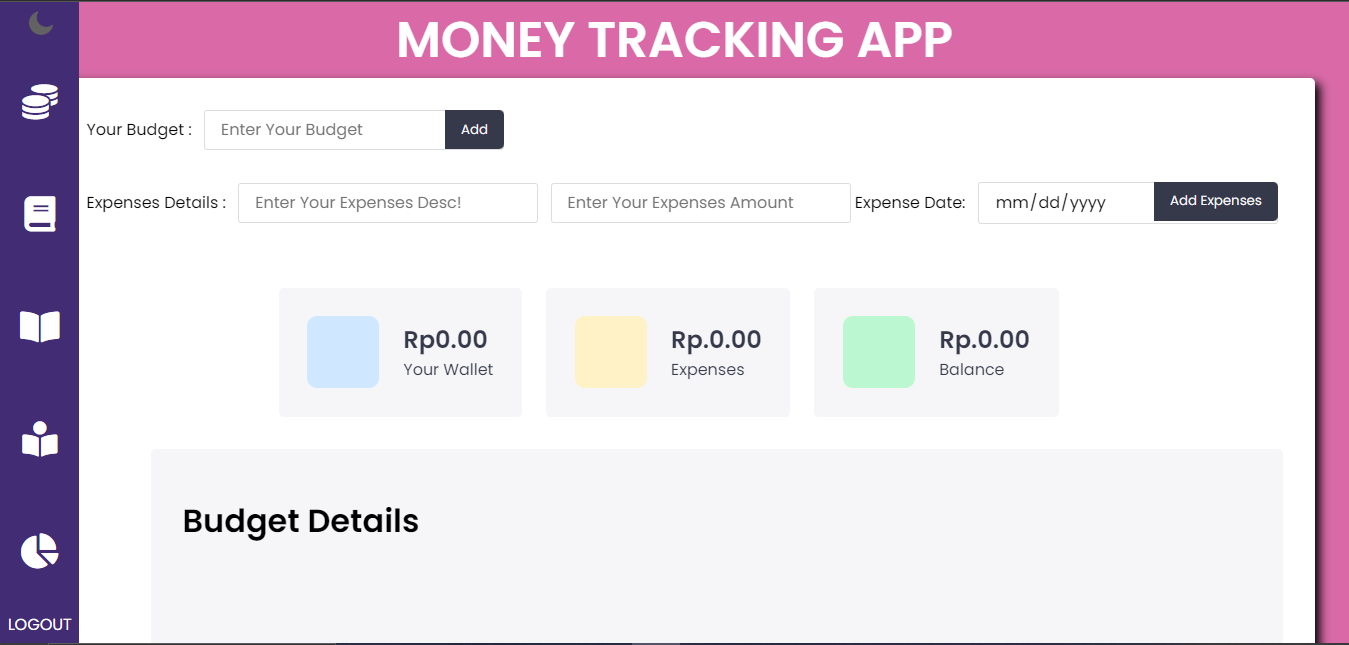 MONEY TRACKING APP
Your Budget : Enter Your Budget Add
Expenses Details : Enter Your Expenses Desc! Enter Your Expenses Amount Expense Date: mm/dd/yyyy Add Expenses
Rp0.00 Rp.0.00 Rp.0.00
Your Wallet Expenses Balance
Budget Details
LOGOUT